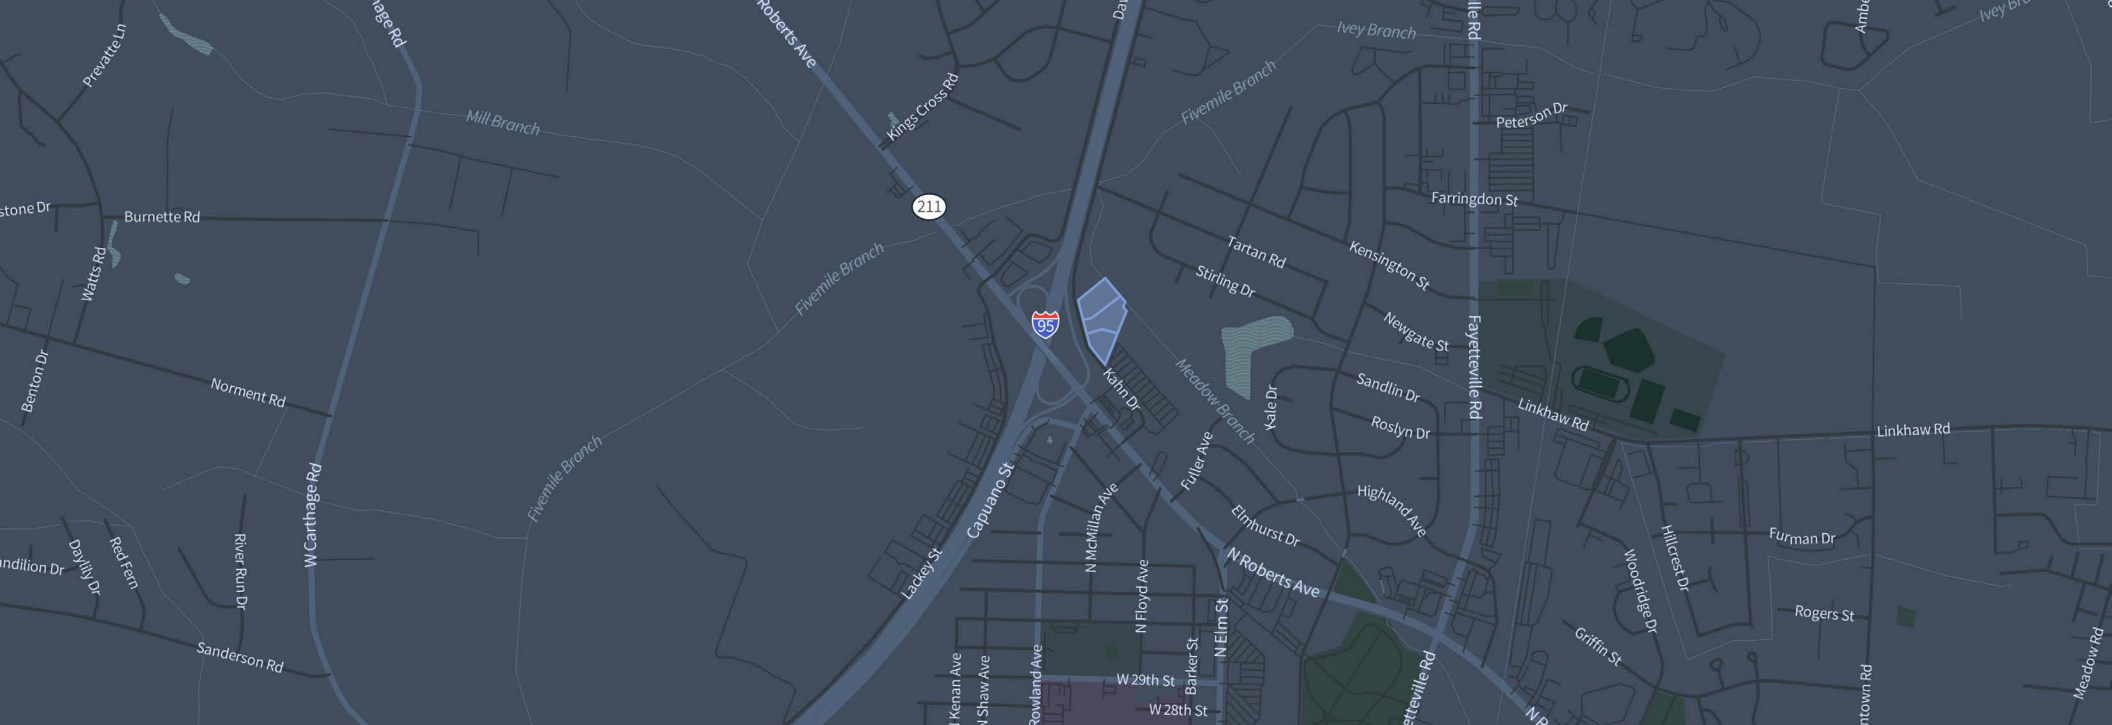 Prevatte Ln
Roberts Ave
Ivey Branch
Kings Cross Rd
Fivemile Branch
Mill Branch
Peterson Dr
Farringdon St
211
Burnette Rd
Watts Rd
Fivemile Branch
Tartan Rd
Stirling Dr
Kensington St
95
Newgate St
Fayetteville Rd
Benton Dr
Norment Rd
Kahn Dr
Meadow Branch
Yale Dr
Sandlin Dr
Roslyn Dr
Linkhaw Rd
Linkhaw Rd
W Carthage Rd
Fivemile Branch
Capuano St
Fuller Ave
N McMillan Ave
Elmhurst Dr
Highland Ave
Daylily Dr
Red Fern
River Run Dr
Lackey St
N Roberts Ave
N Floyd Ave
N Elm St
Furman Dr
Hillcrest Dr
Woodridge Dr
Rogers St
Griffin St
Sanderson Rd
Barker St
N Shaw Ave
Rowland Ave
W 29th St
W 28th St
Meadow Rd